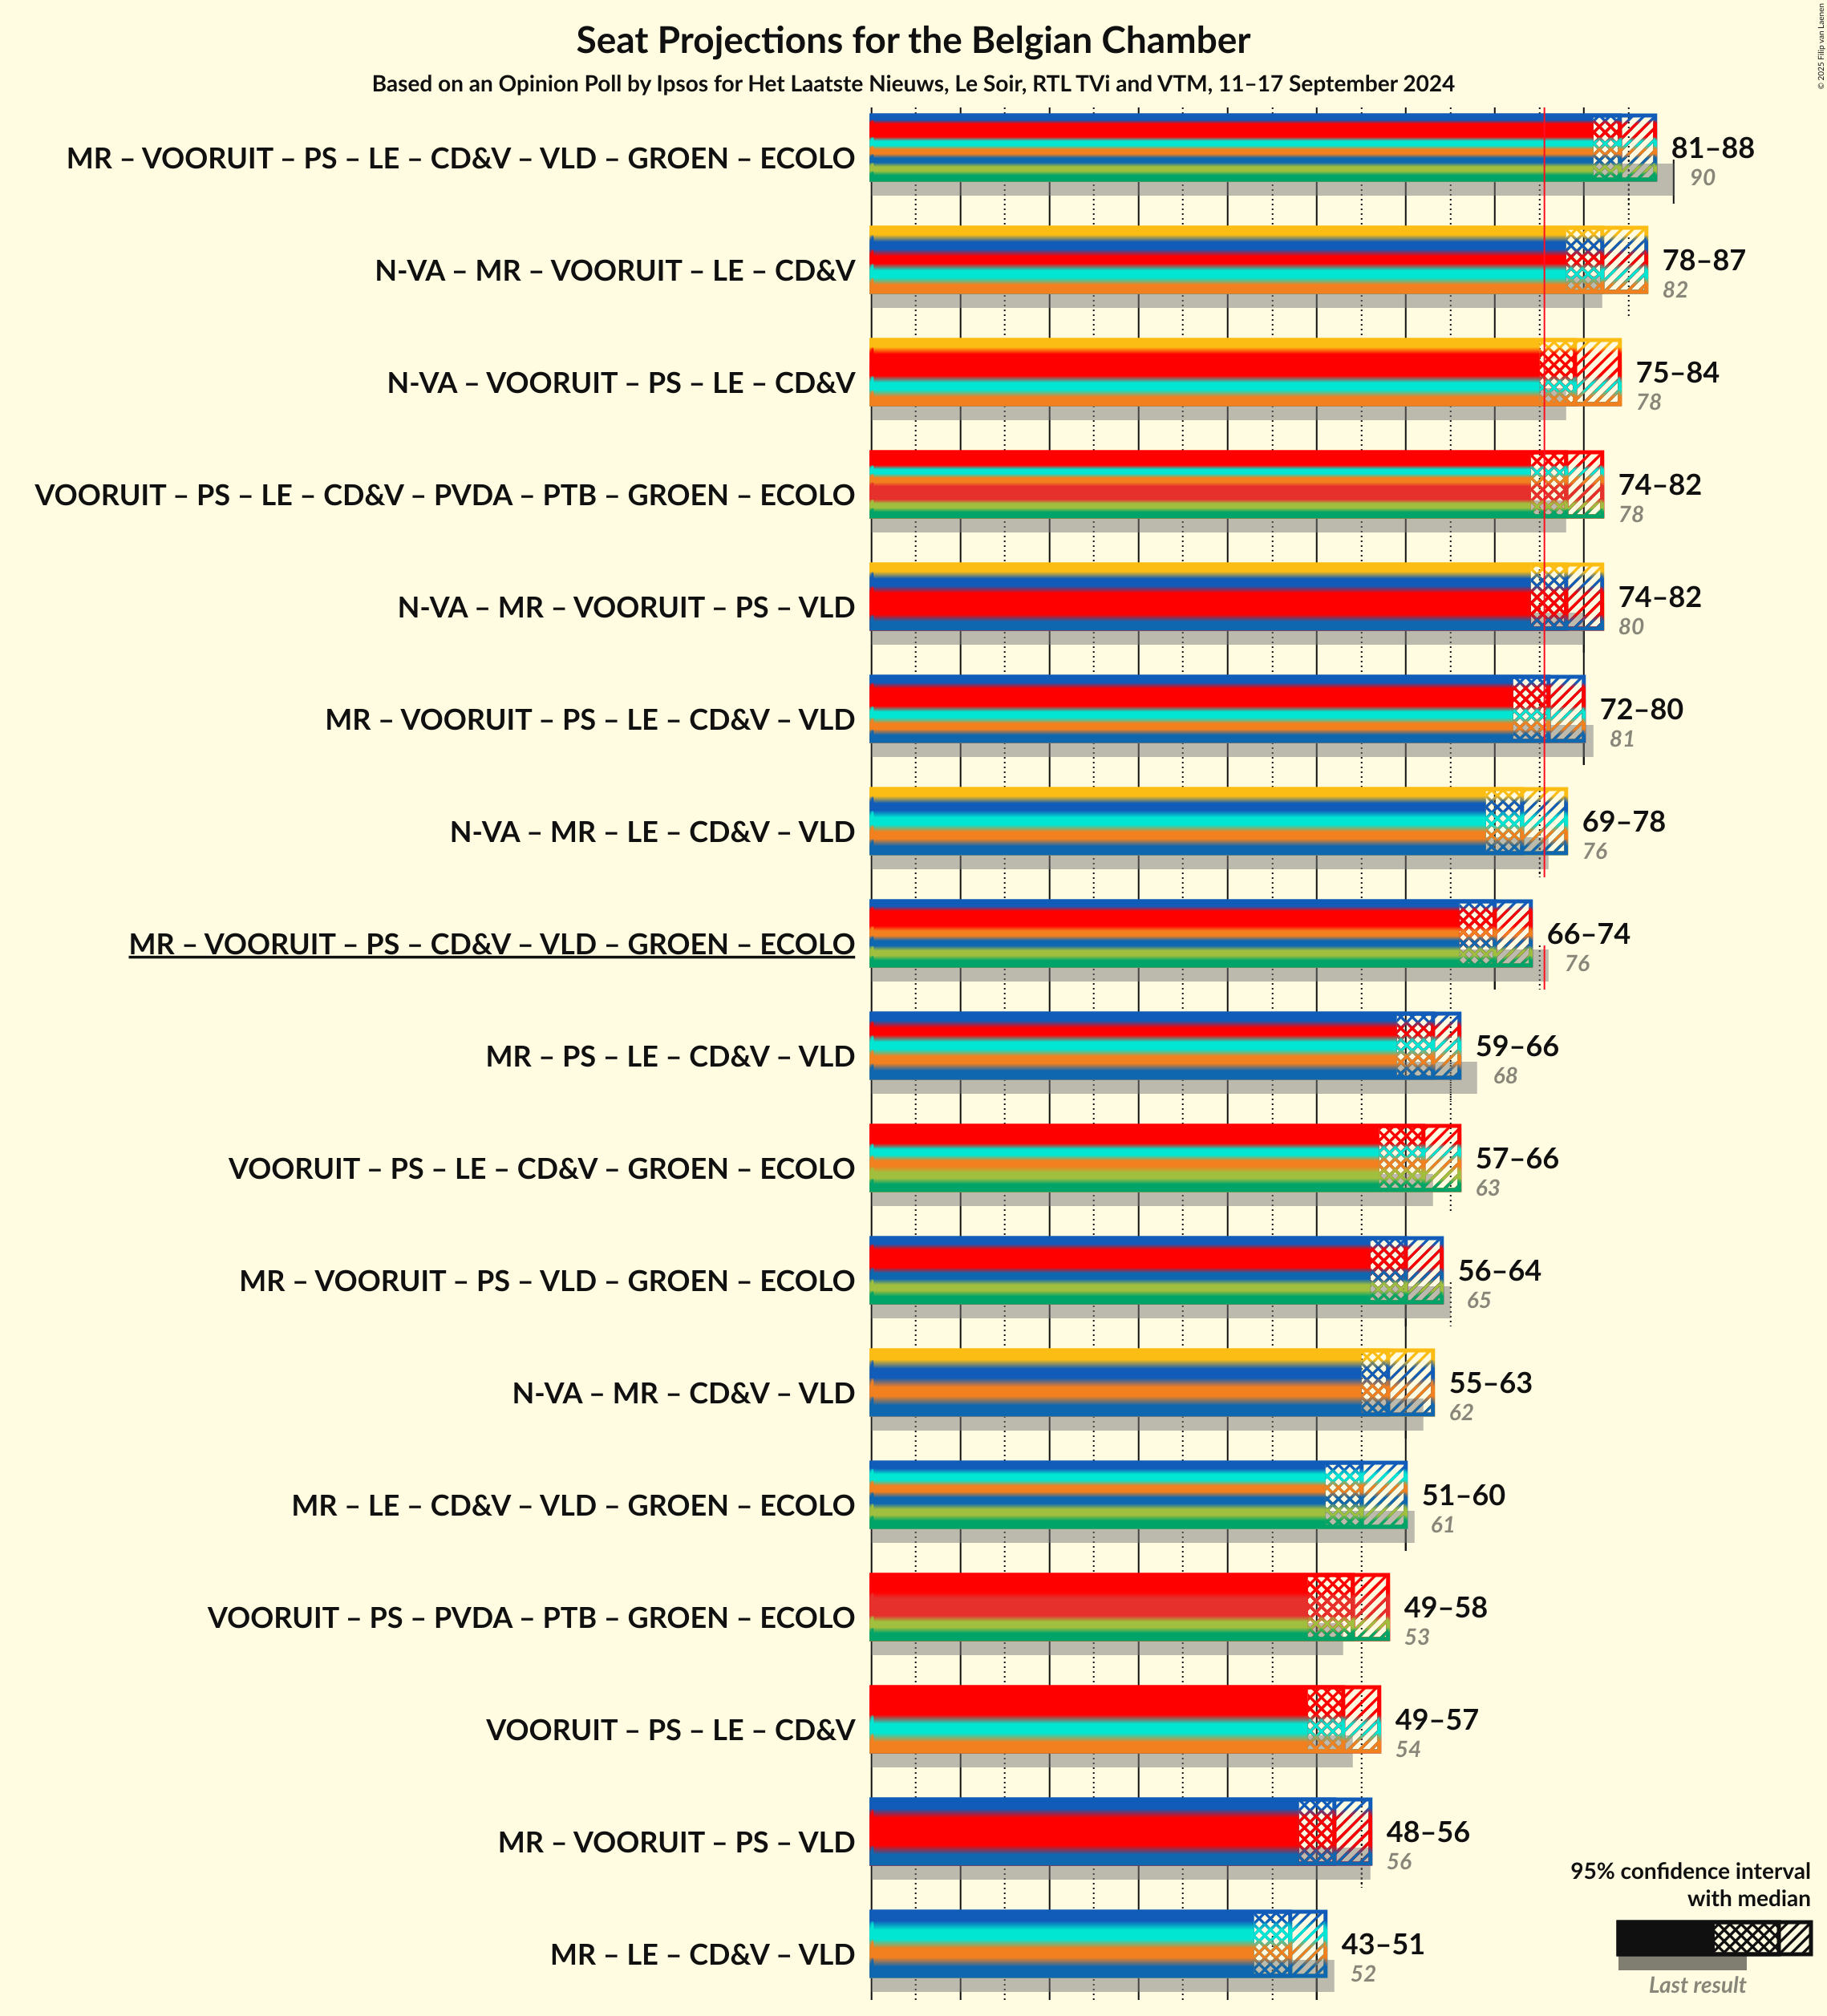 Seat Projections for the Belgian Chamber
Based on an Opinion Poll by Ipsos for Het Laatste Nieuws, Le Soir, RTL TVi and VTM, 11–17 September 2024
© 2025 Filip van Laenen
MR – VOORUIT – PS – LE – CD&V – VLD – GROEN – ECOLO
81–88
90
N-VA – MR – VOORUIT – LE – CD&V
78–87
82
N-VA – VOORUIT – PS – LE – CD&V
75–84
78
VOORUIT – PS – LE – CD&V – PVDA – PTB – GROEN – ECOLO
74–82
78
N-VA – MR – VOORUIT – PS – VLD
74–82
80
MR – VOORUIT – PS – LE – CD&V – VLD
72–80
81
N-VA – MR – LE – CD&V – VLD
69–78
76
MR – VOORUIT – PS – CD&V – VLD – GROEN – ECOLO
66–74
76
MR – PS – LE – CD&V – VLD
59–66
68
VOORUIT – PS – LE – CD&V – GROEN – ECOLO
57–66
63
MR – VOORUIT – PS – VLD – GROEN – ECOLO
56–64
65
N-VA – MR – CD&V – VLD
55–63
62
MR – LE – CD&V – VLD – GROEN – ECOLO
51–60
61
VOORUIT – PS – PVDA – PTB – GROEN – ECOLO
49–58
53
VOORUIT – PS – LE – CD&V
49–57
54
MR – VOORUIT – PS – VLD
48–56
56
MR – LE – CD&V – VLD
43–51
52
95% confidence interval
with median
Last result